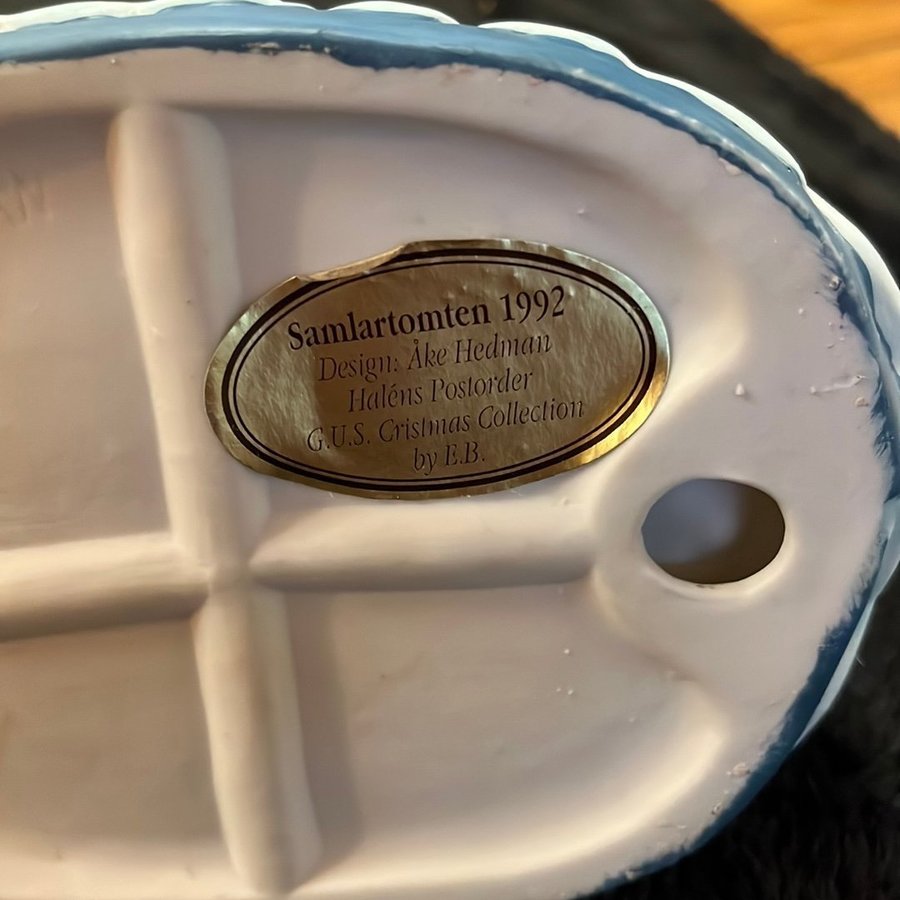 Samlartomten 1992
Design: Åke Hedman
Haléns Postorder
G.U.S. Cristmas Collection
by E.B.